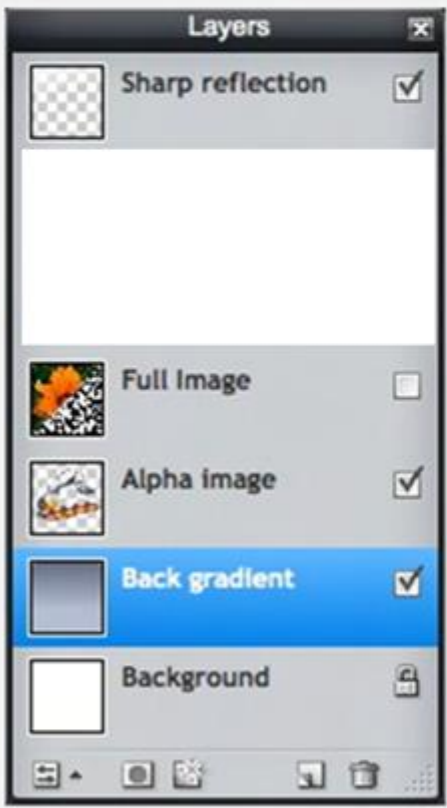 Layers
Sharp reflection
Full Image
Alpha image
Back gradient
Background